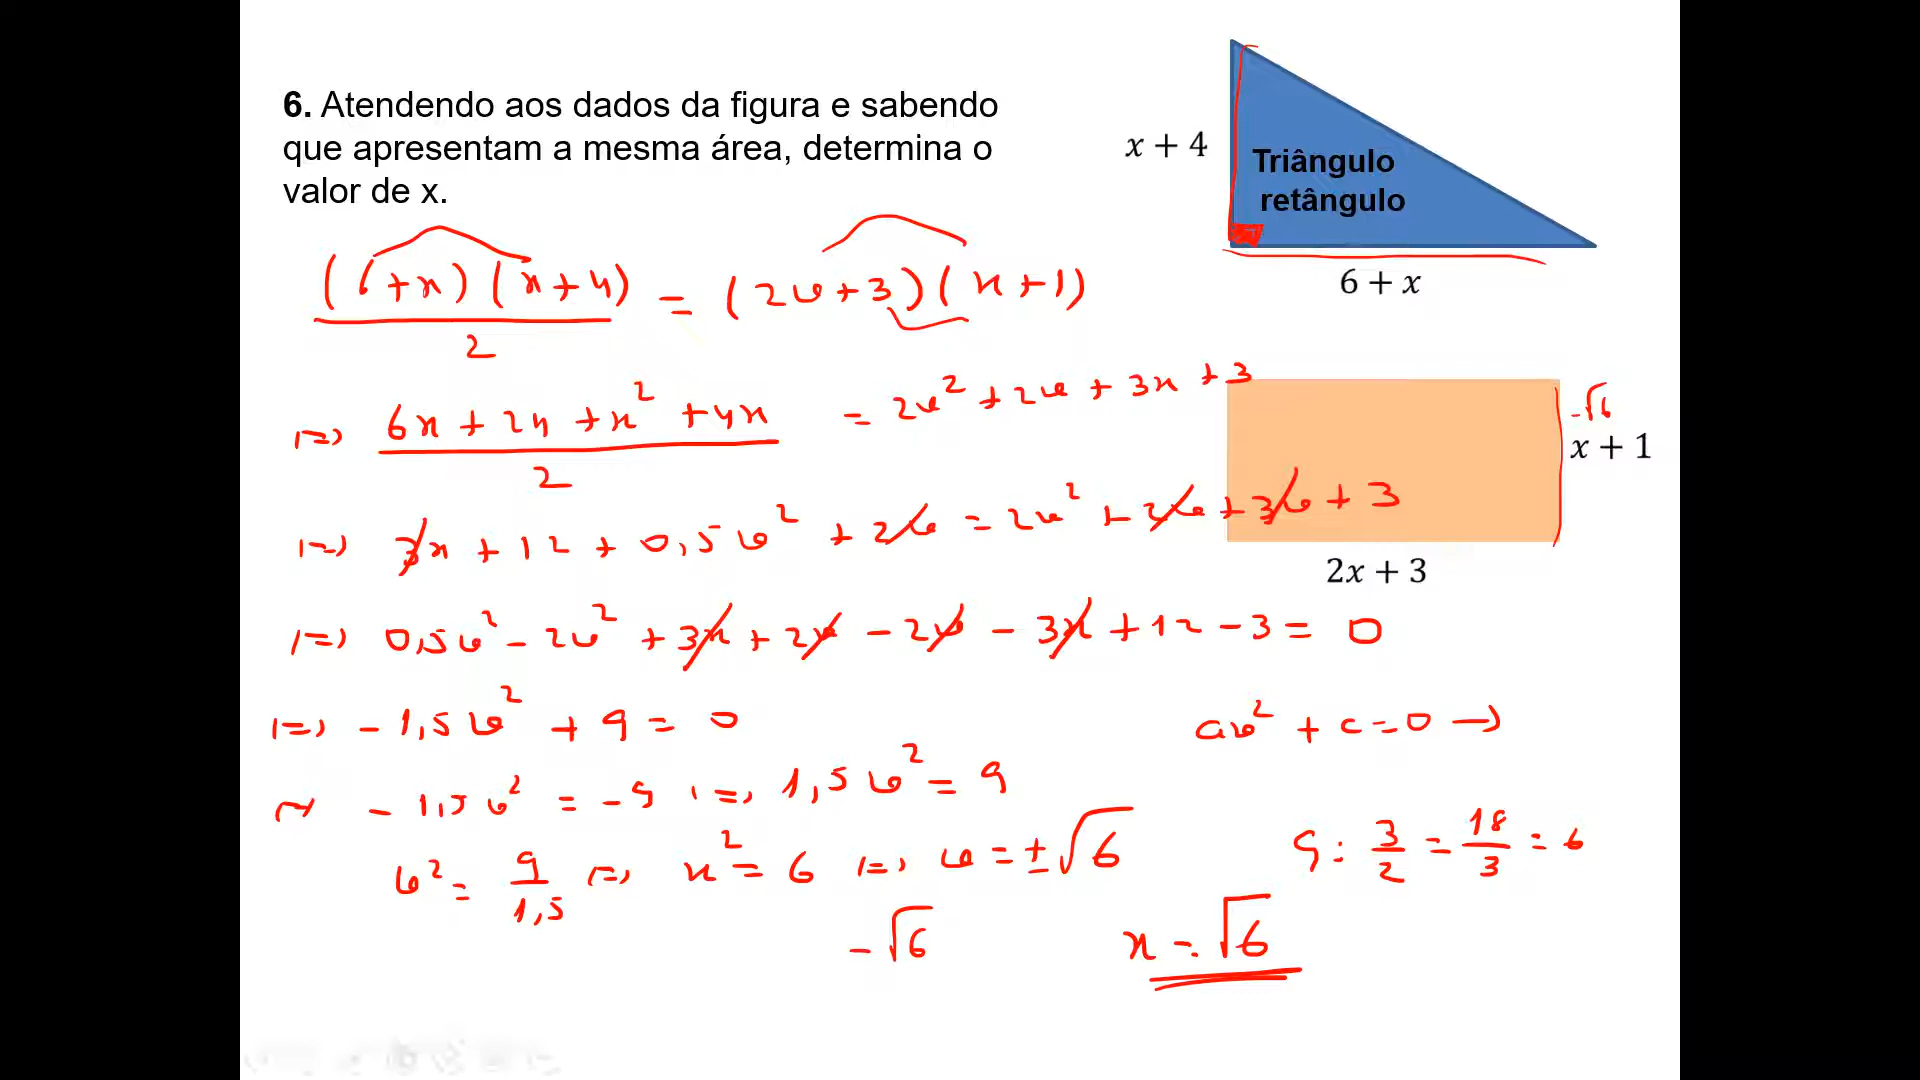 6. Atendendo aos dados da figura e sabendo
que apresentam a mesma área, determina o
valor de x.
x + 4
Triângulo
retângulo
6 + x
(6+x)(x+4)/2 = (2x+3)(x+1)
(=) (6x + 24 + x² + 4x)/2 = 2x² + 2x + 3x + 3
-√6
x + 1
(=) 3x + 12 + 0,5x² + 2x = 2x² + 2x + 3x + 3
2x + 3
(=) 0,5x² - 2x² + 3x + 2x - 2x - 3x + 12 - 3 = 0
(=) - 1,5x² + 9 = 0
ax² + c = 0 →
(=) - 1,5x² = -9 (=) 1,5x² = 9
x² = 9/1,5 (=) x² = 6 (=) x = ±√6
9 : 3/2 = 18/3 = 6
-√6
x = √6